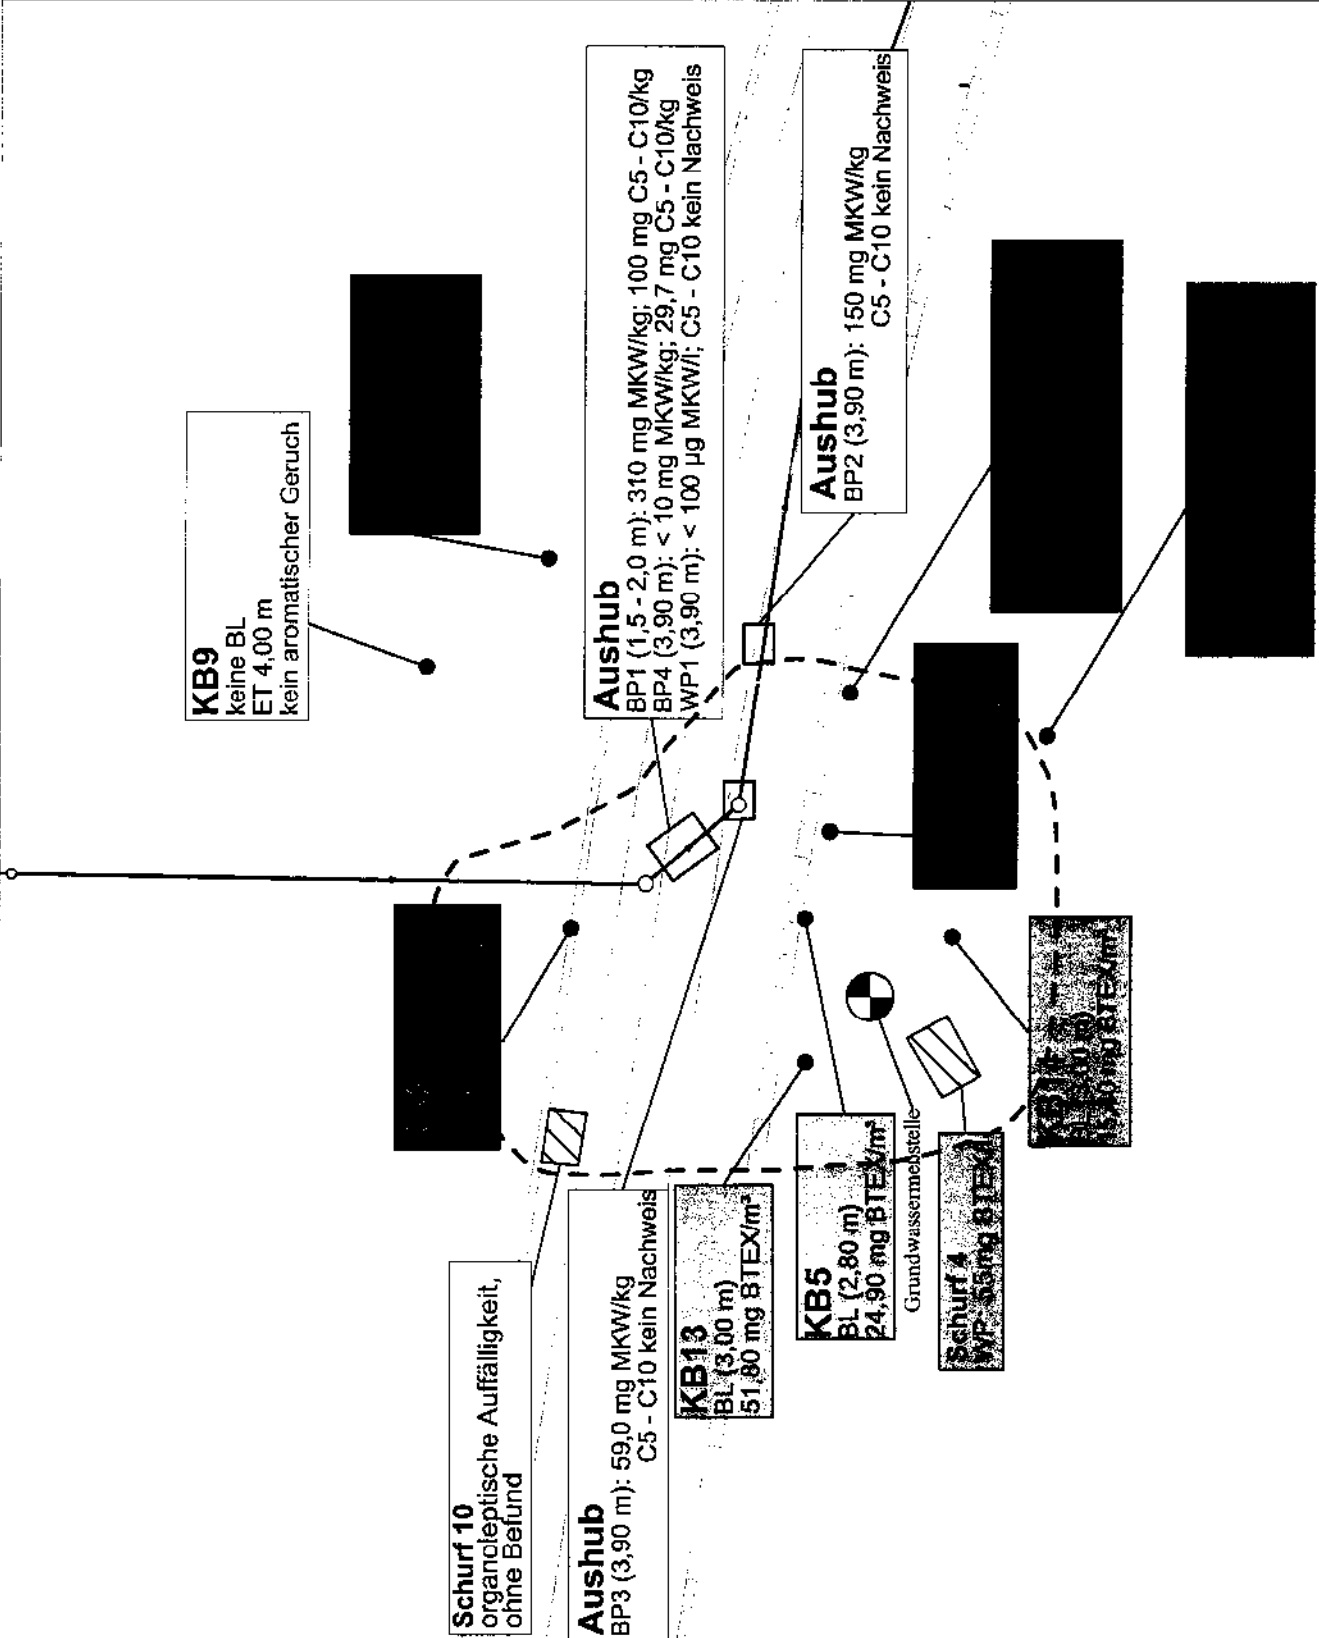 KB9
keine BL
ET 4,00 m
kein aromatischer Geruch
Aushub
BP1 (1,5 - 2,0 m): 310 mg MKW/kg; 100 mg C5 - C10/kg
BP4 (3,90 m): < 10 mg MKW/kg; 29,7 mg C5 - C10/kg
WP1 (3,90 m): < 100 µg MKW/l; C5 - C10 kein Nachweis
Aushub
BP2 (3,90 m): 150 mg MKW/kg
C5 - C10 kein Nachweis
Schurf 10
organoleptische Auffälligkeit,
ohne Befund
Aushub
BP3 (3,90 m): 59,0 mg MKW/kg
C5 - C10 kein Nachweis
KB13
BL (3,00 m)
51,80 mg BTEX/m³
KB5
BL (2,80 m)
24,90 mg BTEX/m³
Grundwassermeßstelle
Schurf 4
WP 53mg BTEX/l
KB14
mg BTEX/m³